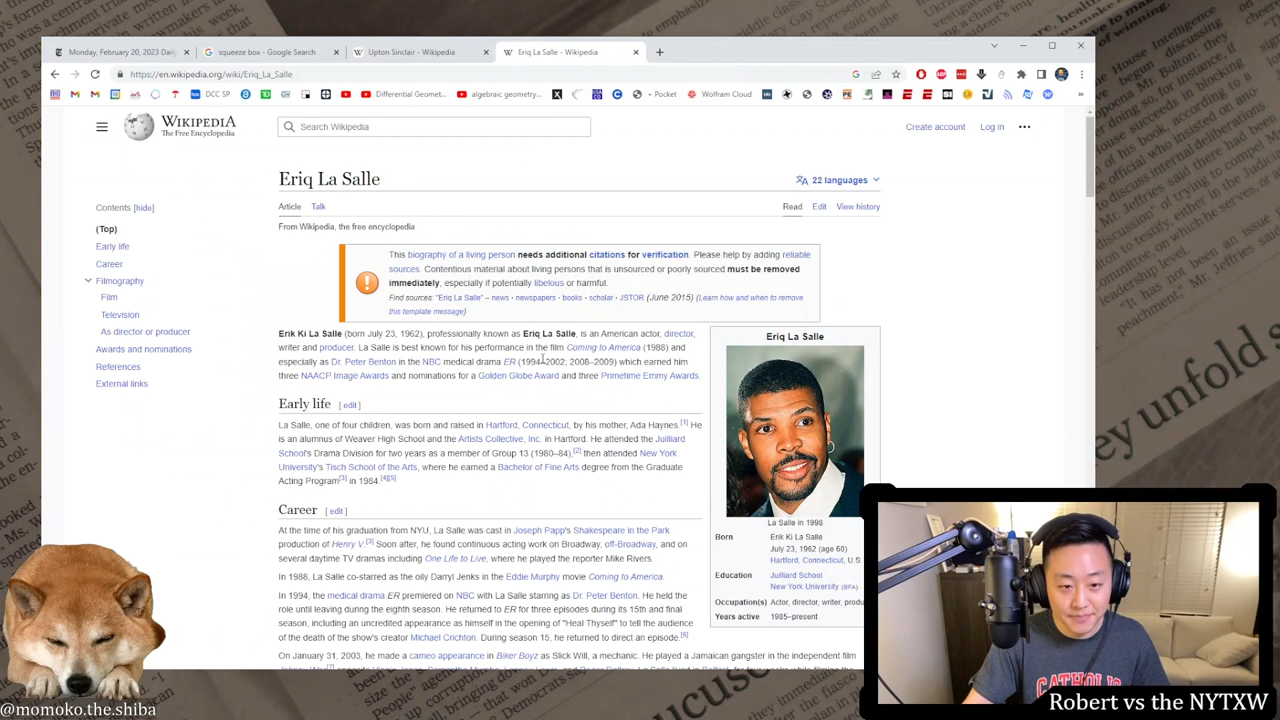 Monday, February 20, 2023 Daily
squeeze box - Google Search
Upton Sinclair - Wikipedia
Eriq La Salle - Wikipedia
https://en.wikipedia.org/wiki/Eriq_La_Salle
DCC SP
Differential Geomet...
algebraic geometry...
+ Pocket
Wolfram Cloud
WIKIPEDIA
The Free Encyclopedia
Search Wikipedia
Create account
Log in
Eriq La Salle
22 languages
Contents [hide]
(Top)
Early life
Career
Filmography
Film
Television
As director or producer
Awards and nominations
References
External links
Article
Talk
Read
Edit
View history
From Wikipedia, the free encyclopedia
This biography of a living person needs additional citations for verification. Please help by adding reliable
sources. Contentious material about living persons that is unsourced or poorly sourced must be removed
immediately, especially if potentially libelous or harmful.
Find sources: "Eriq La Salle" – news · newspapers · books · scholar · JSTOR (June 2015) (Learn how and when to remove
this template message)
Erik Ki La Salle (born July 23, 1962), professionally known as Eriq La Salle, is an American actor, director,
writer and producer. La Salle is best known for his performance in the film Coming to America (1988) and
especially as Dr. Peter Benton in the NBC medical drama ER (1994–2002; 2008–2009) which earned him
three NAACP Image Awards and nominations for a Golden Globe Award and three Primetime Emmy Awards.
Early life [edit]
La Salle, one of four children, was born and raised in Hartford, Connecticut, by his mother, Ada Haynes.[1] He
is an alumnus of Weaver High School and the Artists Collective, Inc. in Hartford. He attended the Juilliard
School's Drama Division for two years as a member of Group 13 (1980–84),[2] then attended New York
University's Tisch School of the Arts, where he earned a Bachelor of Fine Arts degree from the Graduate
Acting Program[3] in 1984.[4][5]
Career [edit]
At the time of his graduation from NYU, La Salle was cast in Joseph Papp's Shakespeare in the Park
production of Henry V.[3] Soon after, he found continuous acting work on Broadway, off-Broadway, and on
several daytime TV dramas including One Life to Live, where he played the reporter Mike Rivers.
In 1988, La Salle co-starred as the oily Darryl Jenks in the Eddie Murphy movie Coming to America
In 1994, the medical drama ER premiered on NBC with La Salle starring as Dr. Peter Benton. He held the
role until leaving during the eighth season. He returned to ER for three episodes during its 15th and final
season, including an uncredited appearance as himself in the opening of "Heal Thyself" to tell the audience
of the death of the show's creator Michael Crichton. During season 15, he returned to direct an episode.[6]
On January 31, 2003, he made a cameo appearance in Biker Boyz as Slick Will, a mechanic. He played a Jamaican gangster in the independent
Eriq La Salle
La Salle in 1998
Born
Erik Ki La Salle
July 23, 1962 (age 60)
Hartford, Connecticut, U.S.
Education
Juilliard School
New York University (BFA)
Occupation(s)
Actor, director, writer, produ
Years active
1985–present
they unfold
@momoko.the.shiba
CATHOLIC
Robert vs the NYTXW